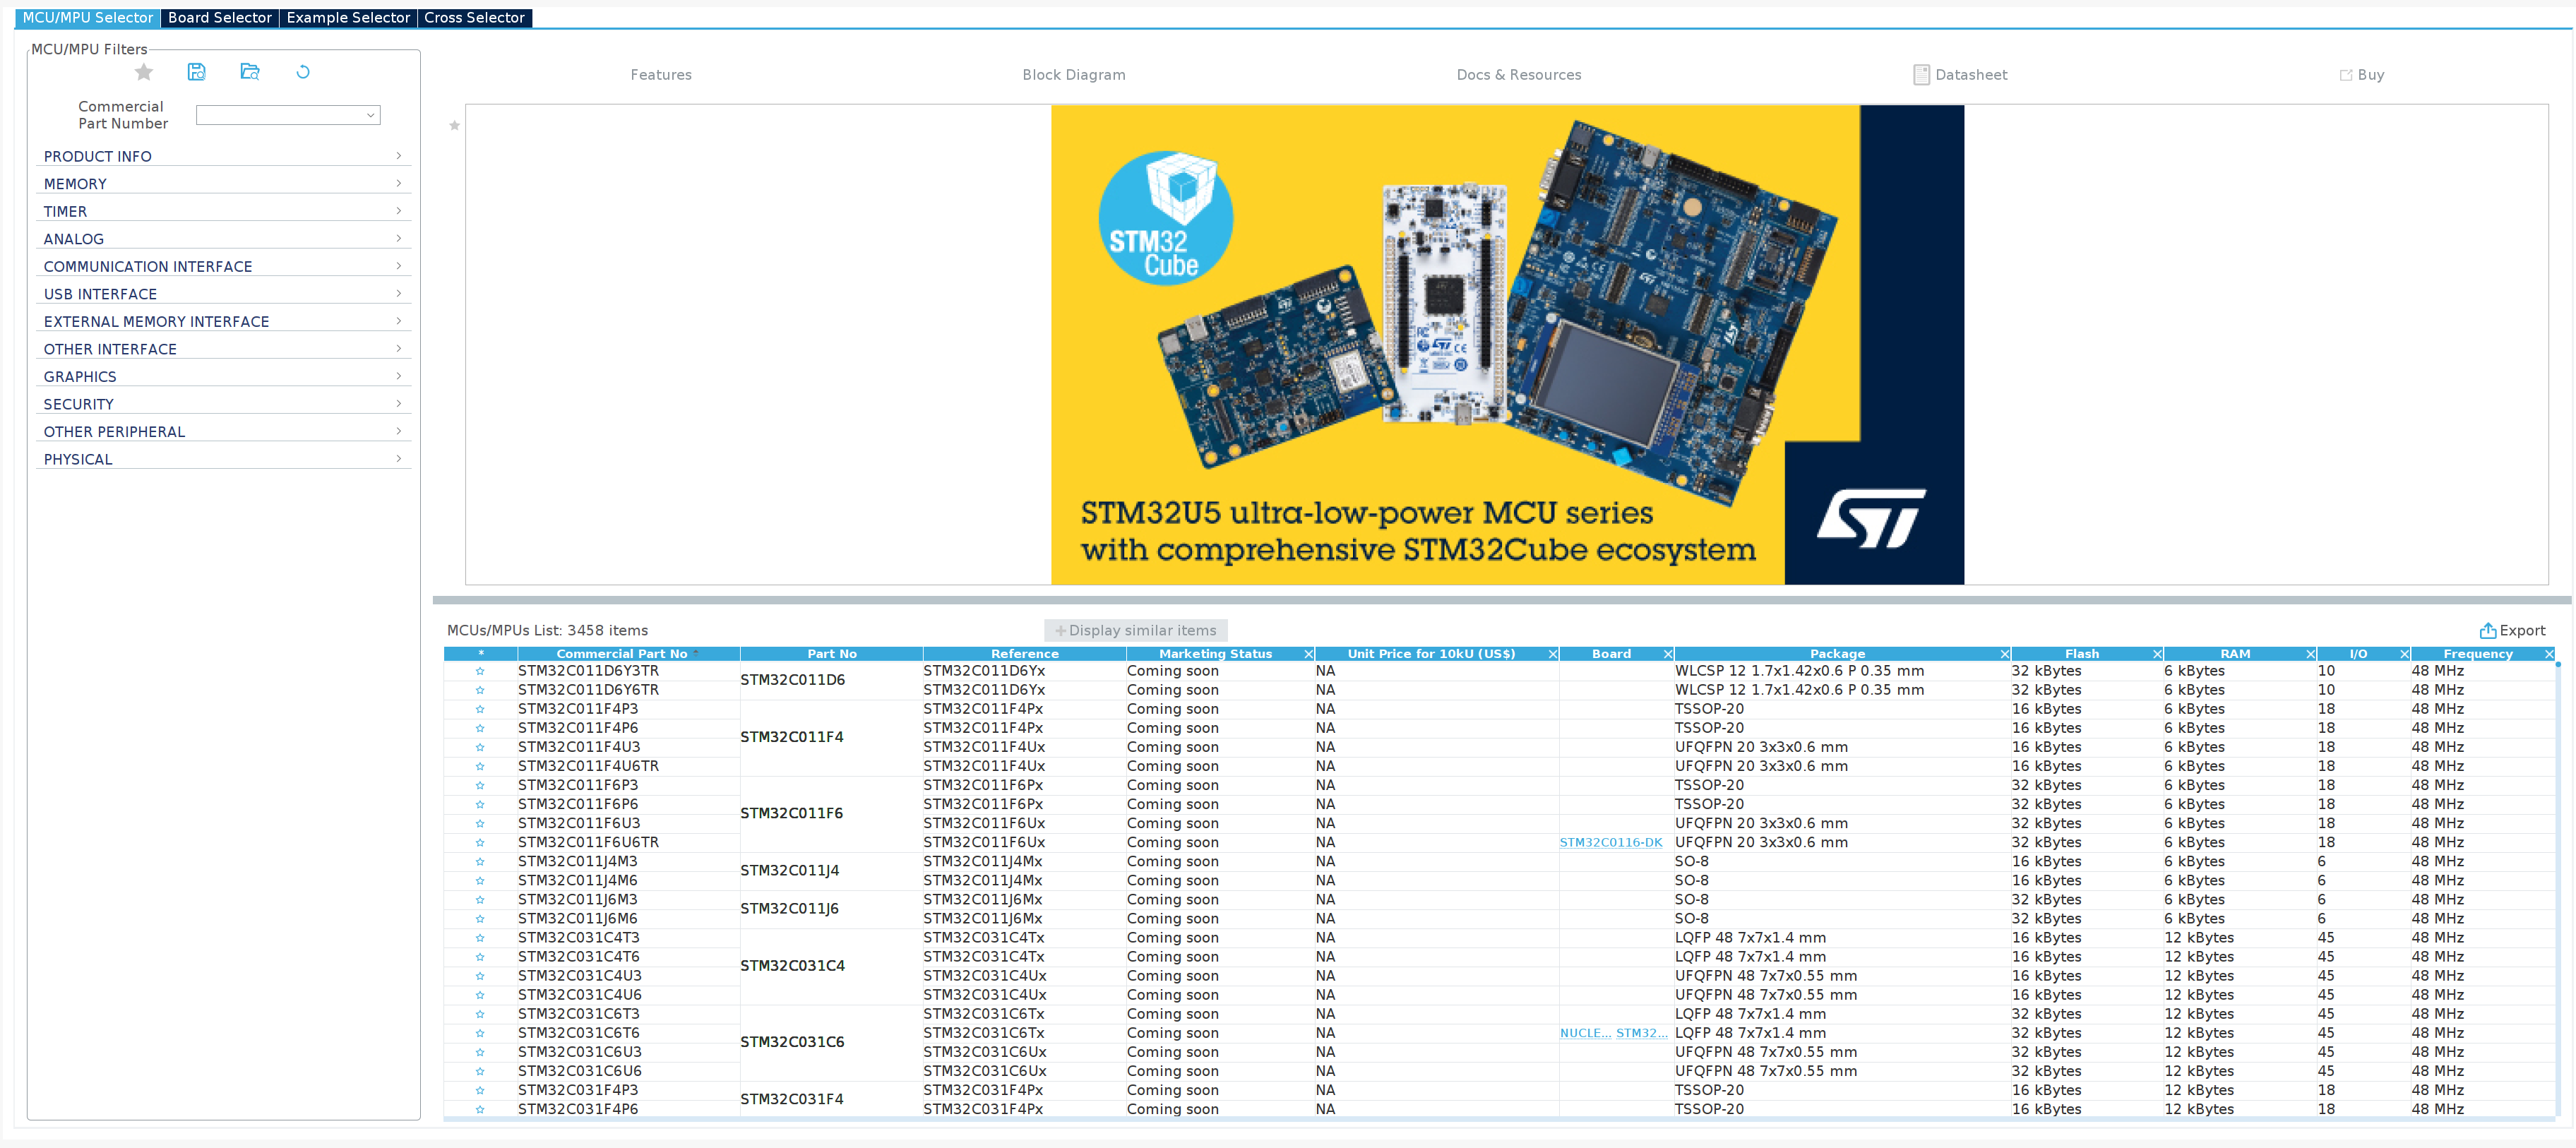 MCU/MPU Selector Board Selector Example Selector Cross Selector
MCU/MPU Filters
Commercial
Part Number
PRODUCT INFO
MEMORY
TIMER
ANALOG
COMMUNICATION INTERFACE
USB INTERFACE
EXTERNAL MEMORY INTERFACE
OTHER INTERFACE
GRAPHICS
SECURITY
OTHER PERIPHERAL
PHYSICAL
Features Block Diagram Docs & Resources Datasheet Buy
STM32
Cube
STM32U5 ultra-low-power MCU series
with comprehensive STM32Cube ecosystem
ST
MCUs/MPUs List: 3458 items +Display similar items Export
* Commercial Part No Part No Reference Marketing Status Unit Price for 10kU (US$) Board Package Flash RAM I/O Frequency
STM32C011D6Y3TR STM32C011D6 STM32C011D6Yx Coming soon NA WLCSP 12 1.7x1.42x0.6 P 0.35 mm 32 kBytes 6 kBytes 10 48 MHz
STM32C011D6Y6TR STM32C011D6Yx Coming soon NA WLCSP 12 1.7x1.42x0.6 P 0.35 mm 32 kBytes 6 kBytes 10 48 MHz
STM32C011F4P3 STM32C011F4 STM32C011F4Px Coming soon NA TSSOP-20 16 kBytes 6 kBytes 18 48 MHz
STM32C011F4P6 STM32C011F4Px Coming soon NA TSSOP-20 16 kBytes 6 kBytes 18 48 MHz
STM32C011F4U3 STM32C011F4Ux Coming soon NA UFQFPN 20 3x3x0.6 mm 16 kBytes 6 kBytes 18 48 MHz
STM32C011F4U6TR STM32C011F4Ux Coming soon NA UFQFPN 20 3x3x0.6 mm 16 kBytes 6 kBytes 18 48 MHz
STM32C011F6P3 STM32C011F6 STM32C011F6Px Coming soon NA TSSOP-20 32 kBytes 6 kBytes 18 48 MHz
STM32C011F6P6 STM32C011F6Px Coming soon NA TSSOP-20 32 kBytes 6 kBytes 18 48 MHz
STM32C011F6U3 STM32C011F6Ux Coming soon NA UFQFPN 20 3x3x0.6 mm 32 kBytes 6 kBytes 18 48 MHz
STM32C011F6U6TR STM32C011F6Ux Coming soon NA STM32C0116-DK UFQFPN 20 3x3x0.6 mm 32 kBytes 6 kBytes 18 48 MHz
STM32C011J4M3 STM32C011J4 STM32C011J4Mx Coming soon NA SO-8 16 kBytes 6 kBytes 6 48 MHz
STM32C011J4M6 STM32C011J4Mx Coming soon NA SO-8 16 kBytes 6 kBytes 6 48 MHz
STM32C011J6M3 STM32C011J6 STM32C011J6Mx Coming soon NA SO-8 32 kBytes 6 kBytes 6 48 MHz
STM32C011J6M6 STM32C011J6Mx Coming soon NA SO-8 32 kBytes 6 kBytes 6 48 MHz
STM32C031C4T3 STM32C031C4 STM32C031C4Tx Coming soon NA LQFP 48 7x7x1.4 mm 16 kBytes 12 kBytes 45 48 MHz
STM32C031C4T6 STM32C031C4Tx Coming soon NA LQFP 48 7x7x1.4 mm 16 kBytes 12 kBytes 45 48 MHz
STM32C031C4U3 STM32C031C4Ux Coming soon NA UFQFPN 48 7x7x0.55 mm 16 kBytes 12 kBytes 45 48 MHz
STM32C031C4U6 STM32C031C4Ux Coming soon NA UFQFPN 48 7x7x0.55 mm 16 kBytes 12 kBytes 45 48 MHz
STM32C031C6T3 STM32C031C6 STM32C031C6Tx Coming soon NA LQFP 48 7x7x1.4 mm 32 kBytes 12 kBytes 45 48 MHz
STM32C031C6T6 STM32C031C6Tx Coming soon NA NUCLE... STM32... LQFP 48 7x7x1.4 mm 32 kBytes 12 kBytes 45 48 MHz
STM32C031C6U3 STM32C031C6Ux Coming soon NA UFQFPN 48 7x7x0.55 mm 32 kBytes 12 kBytes 45 48 MHz
STM32C031C6U6 STM32C031C6Ux Coming soon NA UFQFPN 48 7x7x0.55 mm 32 kBytes 12 kBytes 45 48 MHz
STM32C031F4P3 STM32C031F4 STM32C031F4Px Coming soon NA TSSOP-20 16 kBytes 12 kBytes 18 48 MHz
STM32C031F4P6 STM32C031F4Px Coming soon NA TSSOP-20 16 kBytes 12 kBytes 18 48 MHz